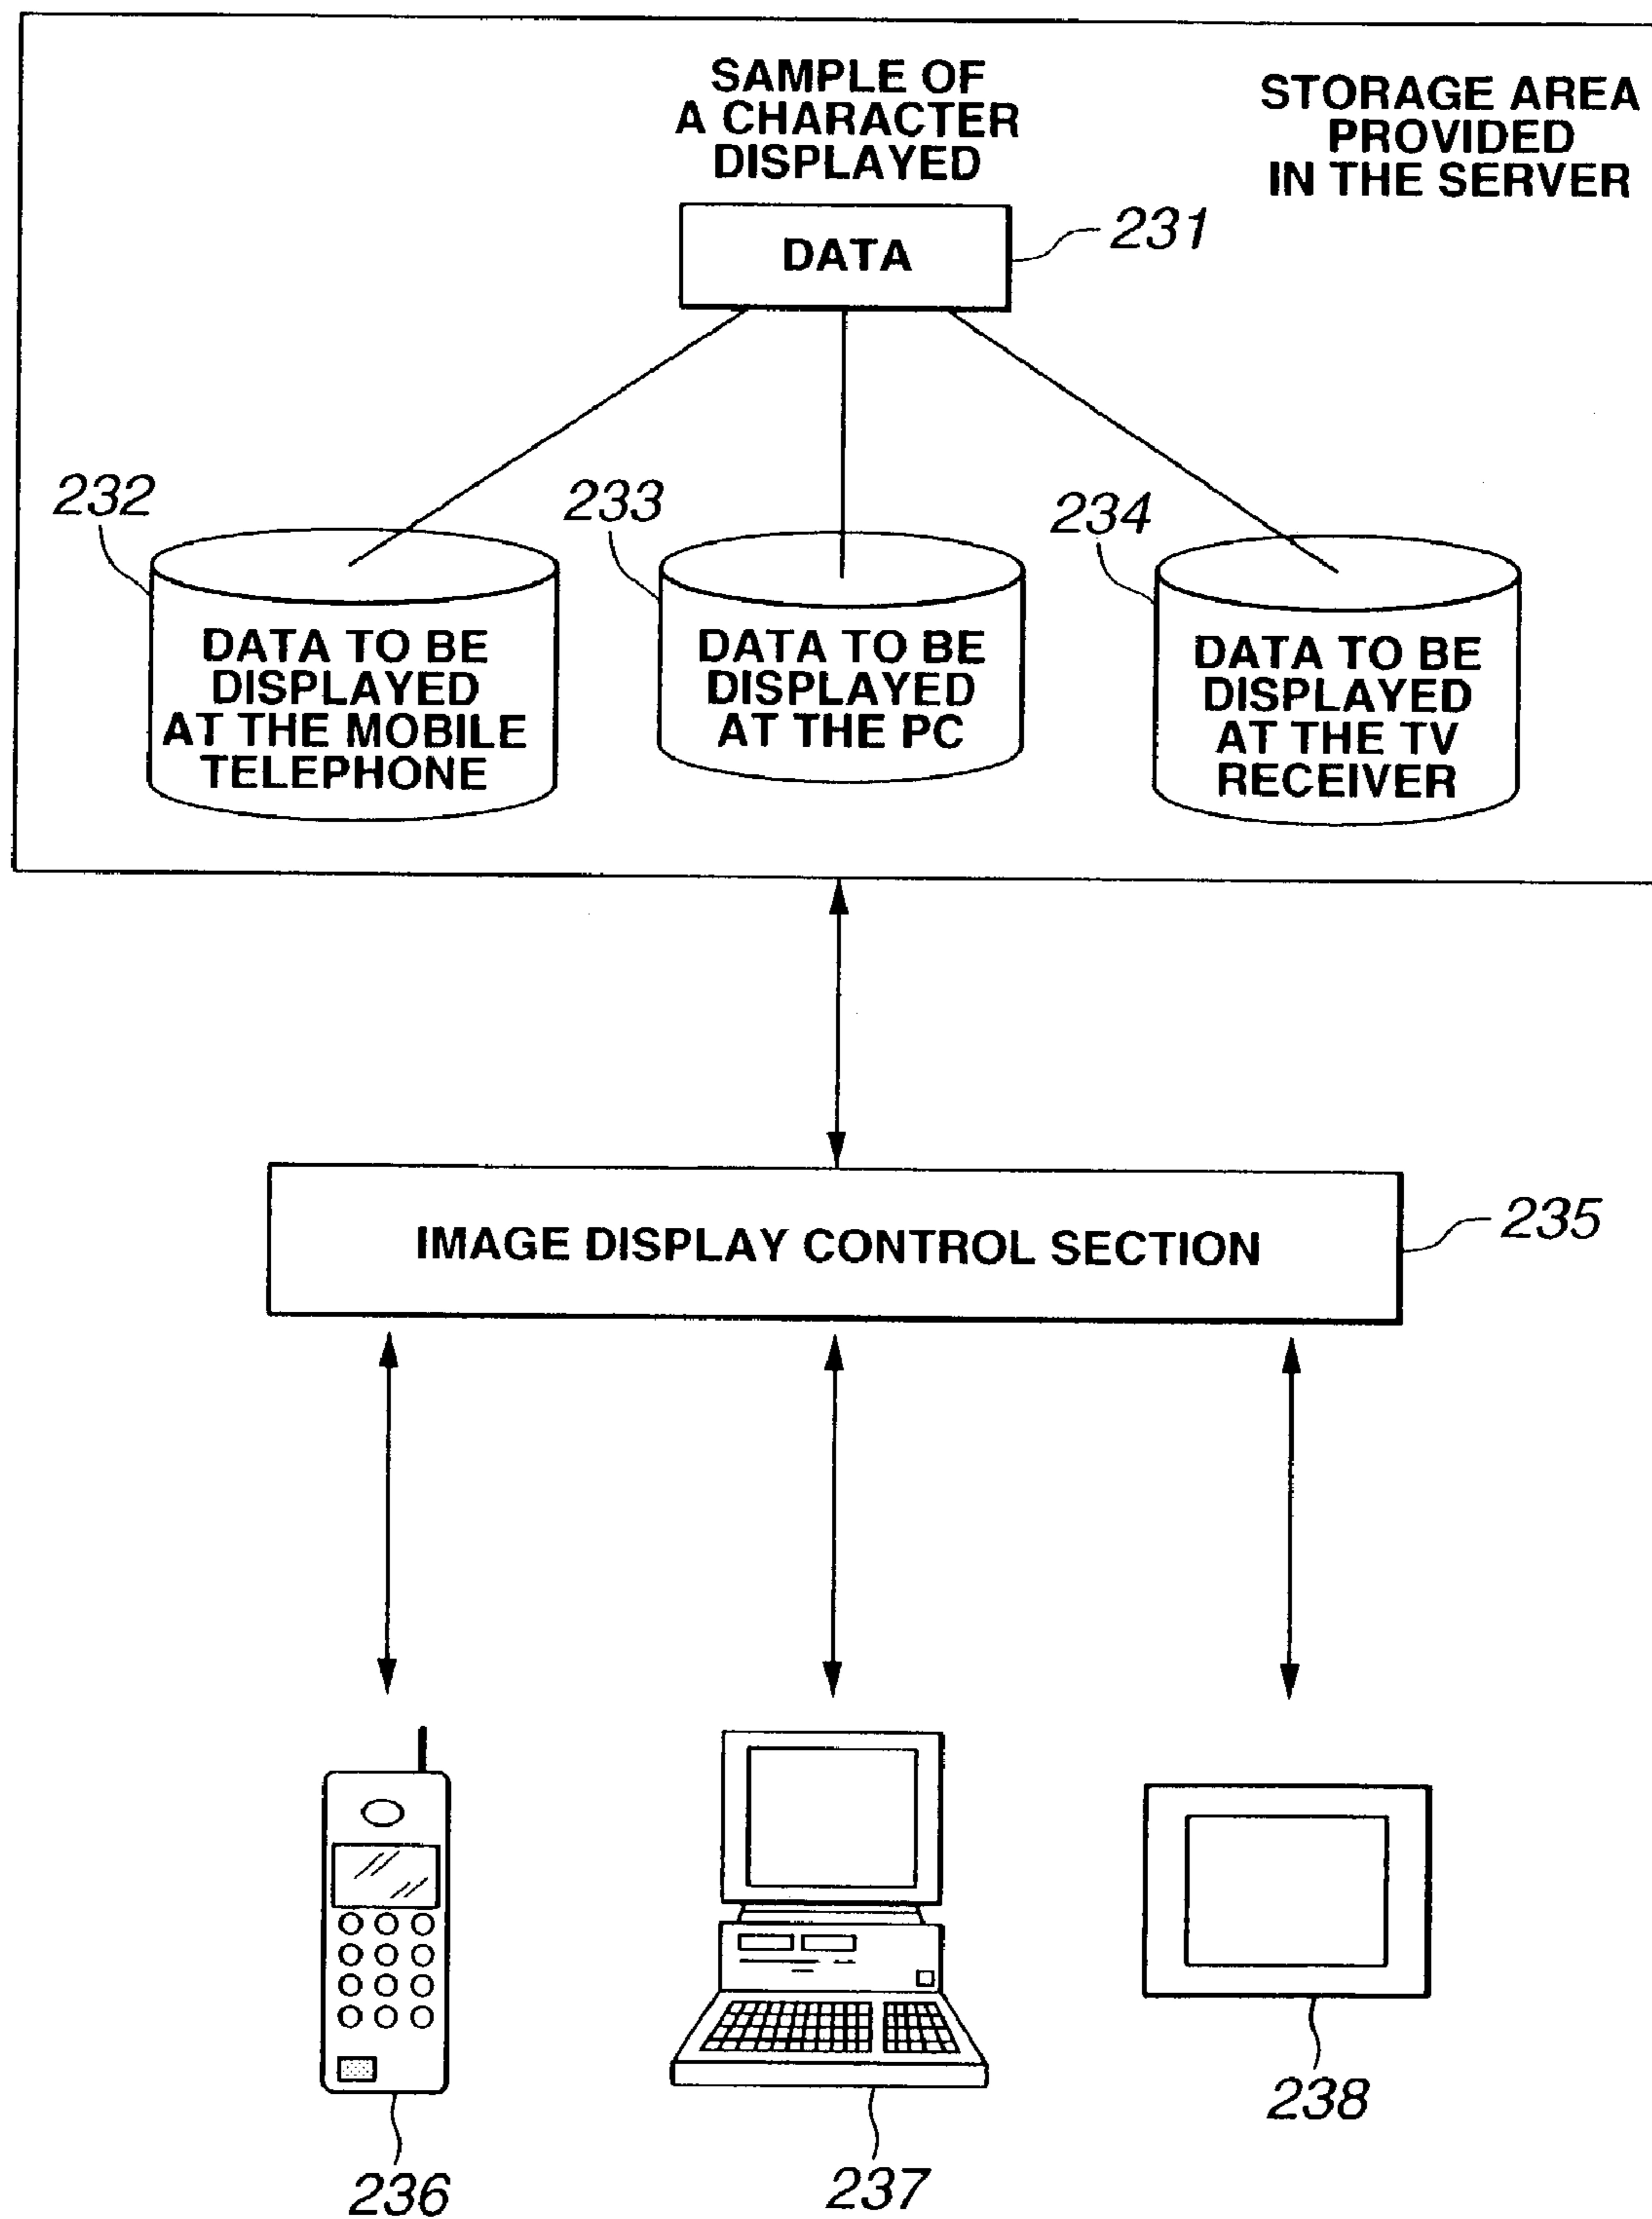 SAMPLE OF
A CHARACTER
DISPLAYED
STORAGE AREA
PROVIDED
IN THE SERVER
DATA
231
232
233
234
DATA TO BE
DISPLAYED
AT THE MOBILE
TELEPHONE
DATA TO BE
DISPLAYED
AT THE PC
DATA TO BE
DISPLAYED
AT THE TV
RECEIVER
IMAGE DISPLAY CONTROL SECTION
235
236
237
238